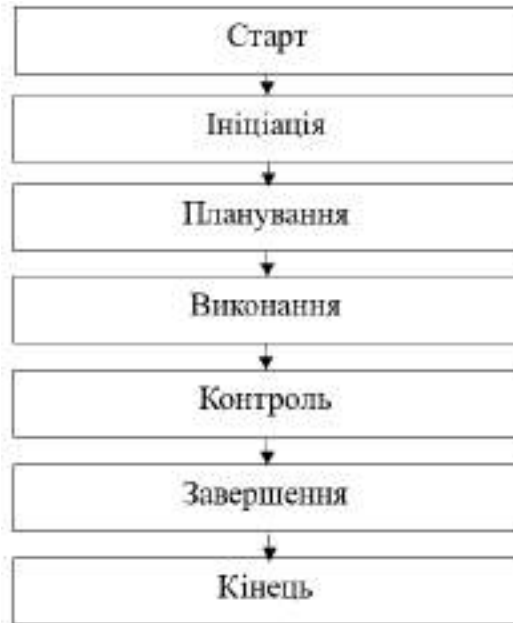 Старт
Ініціація
Планування
Виконання
Контроль
Завершення
Кінець